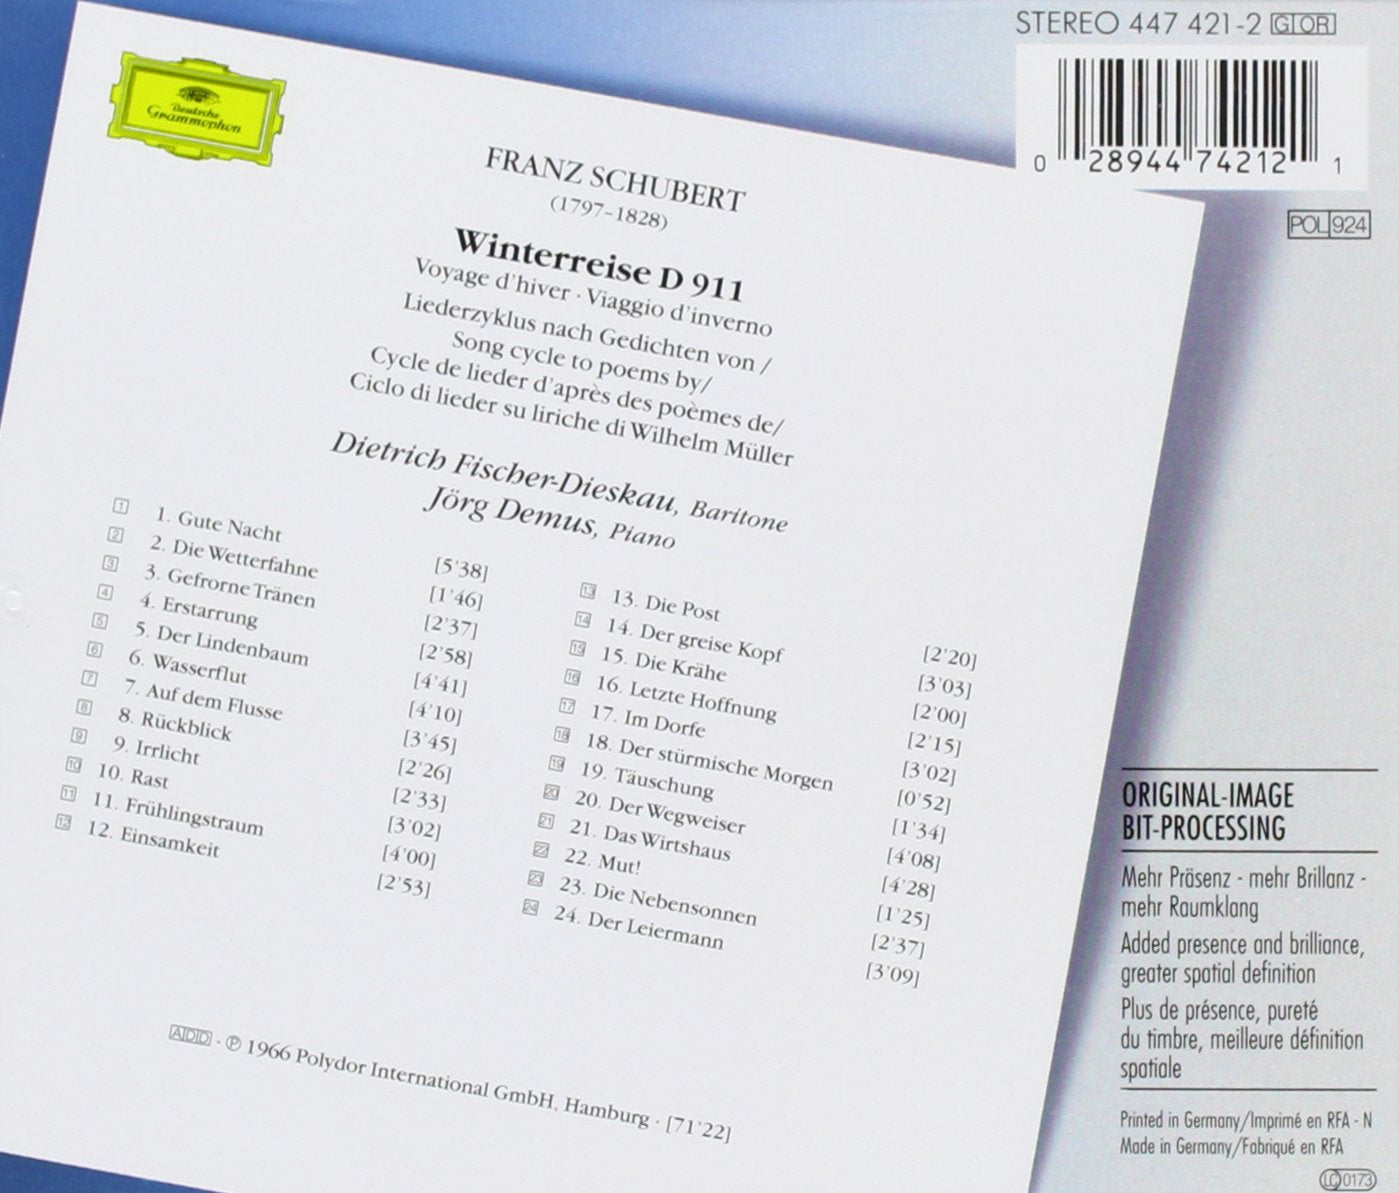 STEREO 447 421-2 GI OR
0 28944 74212 1
POL 924
Deutsche
Grammophon
FRANZ SCHUBERT
(1797-1828)
Winterreise D 911
Voyage d'hiver · Viaggio d'inverno
Liederzyklus nach Gedichten von /
Song cycle to poems by/
Cycle de lieder d'après des poèmes de/
Ciclo di lieder su liriche di Wilhelm Müller
Dietrich Fischer-Dieskau, Baritone
Jörg Demus, Piano
1 1. Gute Nacht [5'38]
2 2. Die Wetterfahne [1'46]
3 3. Gefrorne Tränen [2'37]
4 4. Erstarrung [2'58]
5 5. Der Lindenbaum [4'41]
6 6. Wasserflut [4'10]
7 7. Auf dem Flusse [3'45]
8 8. Rückblick [2'26]
9 9. Irrlicht [2'33]
10 10. Rast [3'02]
11 11. Frühlingstraum [4'00]
12 12. Einsamkeit [2'53]
13 13. Die Post [2'20]
14 14. Der greise Kopf [3'03]
15 15. Die Krähe [2'00]
16 16. Letzte Hoffnung [2'15]
17 17. Im Dorfe [3'02]
18 18. Der stürmische Morgen [0'52]
19 19. Täuschung [1'34]
20 20. Der Wegweiser [4'08]
21 21. Das Wirtshaus [4'28]
22 22. Mut! [1'25]
23 23. Die Nebensonnen [2'37]
24 24. Der Leiermann [3'09]
ADD · ℗ 1966 Polydor International GmbH, Hamburg · [71'22]
ORIGINAL-IMAGE
BIT-PROCESSING
Mehr Präsenz - mehr Brillanz -
mehr Raumklang
Added presence and brilliance,
greater spatial definition
Plus de présence, pureté
du timbre, meilleure définition
spatiale
Printed in Germany/Imprimé en RFA - N
Made in Germany/Fabriqué en RFA
LC 0173